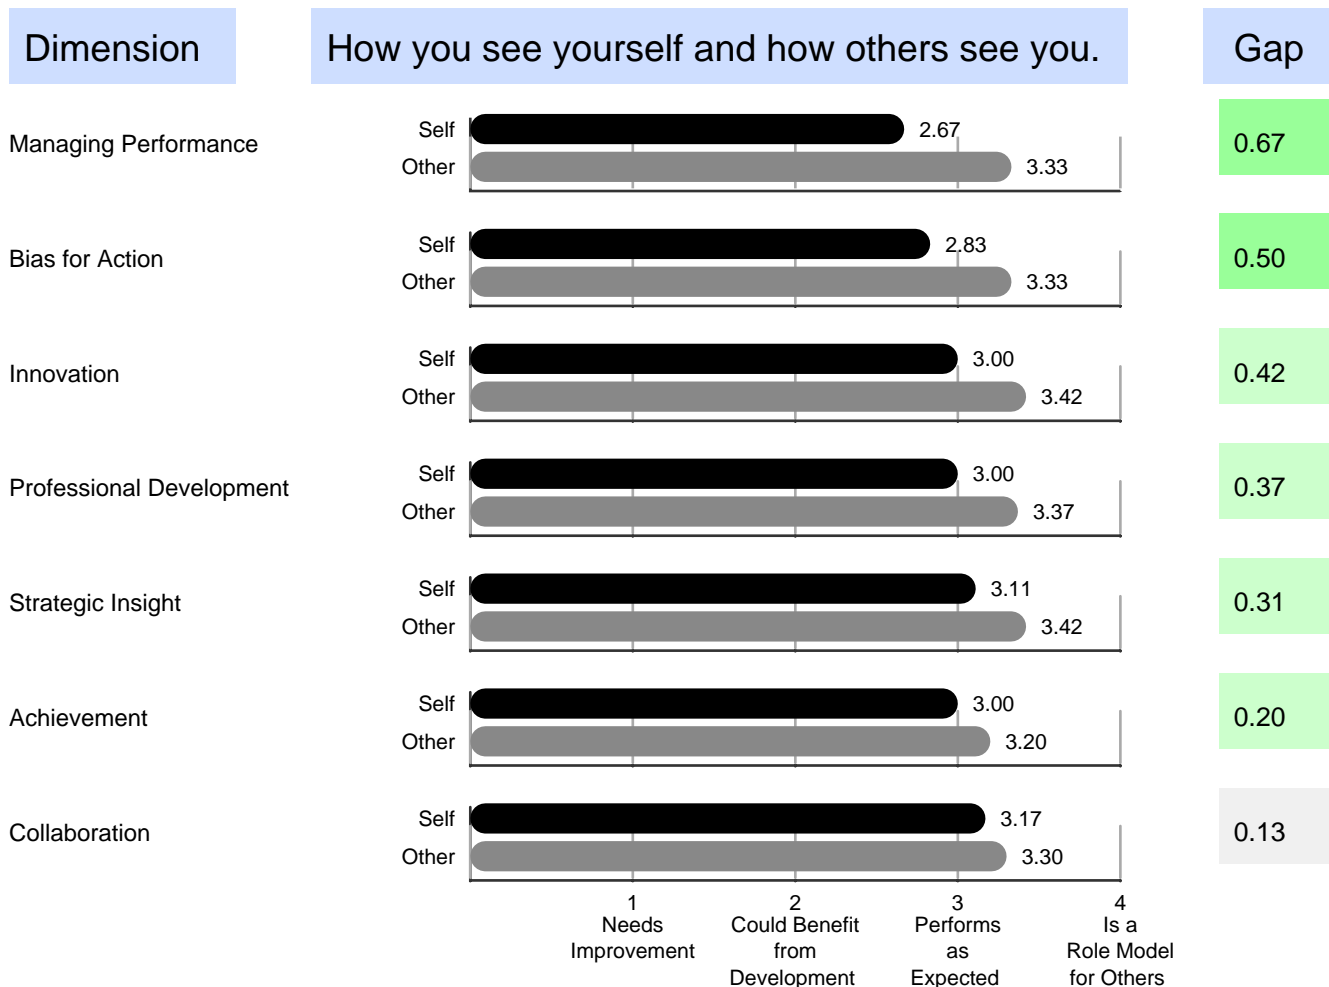 Dimension
How you see yourself and how others see you.
Gap
Managing Performance
Self
2.67
Other
3.33
0.67
Bias for Action
Self
2.83
Other
3.33
0.50
Innovation
Self
3.00
Other
3.42
0.42
Professional Development
Self
3.00
Other
3.37
0.37
Strategic Insight
Self
3.11
Other
3.42
0.31
Achievement
Self
3.00
Other
3.20
0.20
Collaboration
Self
3.17
Other
3.30
0.13
1
Needs
Improvement
2
Could Benefit
from
Development
3
Performs
as
Expected
4
Is a
Role Model
for Others